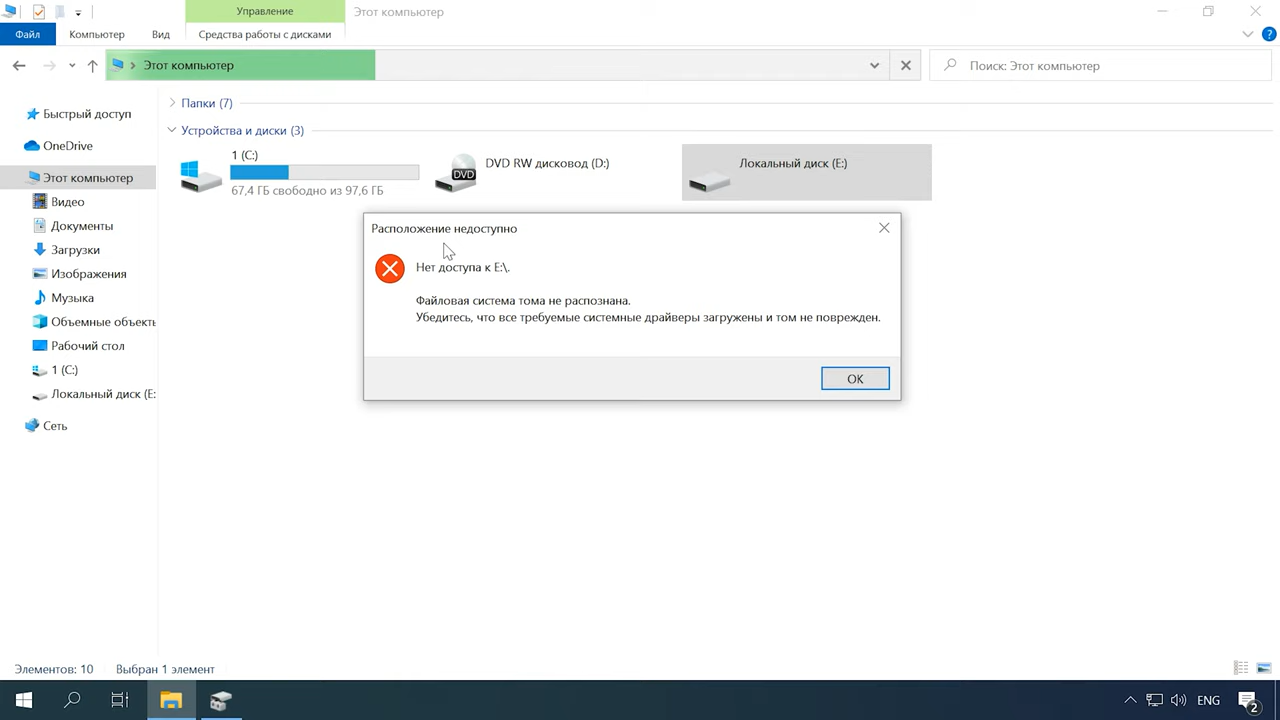 Управление
Этот компьютер
Файл
Компьютер
Вид
Средства работы с дисками
?
Этот компьютер
Поиск: Этот компьютер
Быстрый доступ
OneDrive
Этот компьютер
Видео
Документы
Загрузки
Изображения
Музыка
Объемные объекть
Рабочий стол
1 (C:)
Локальный диск (E:
Сеть
Папки (7)
Устройства и диски (3)
1 (C:)
67,4 ГБ свободно из 97,6 ГБ
DVD
DVD RW дисковод (D:)
Локальный диск (E:)
Расположение недоступно
Нет доступа к E:\.
Файловая система тома не распознана.
Убедитесь, что все требуемые системные драйверы загружены и том не поврежден.
OK
Элементов: 10
Выбран 1 элемент
ENG
2